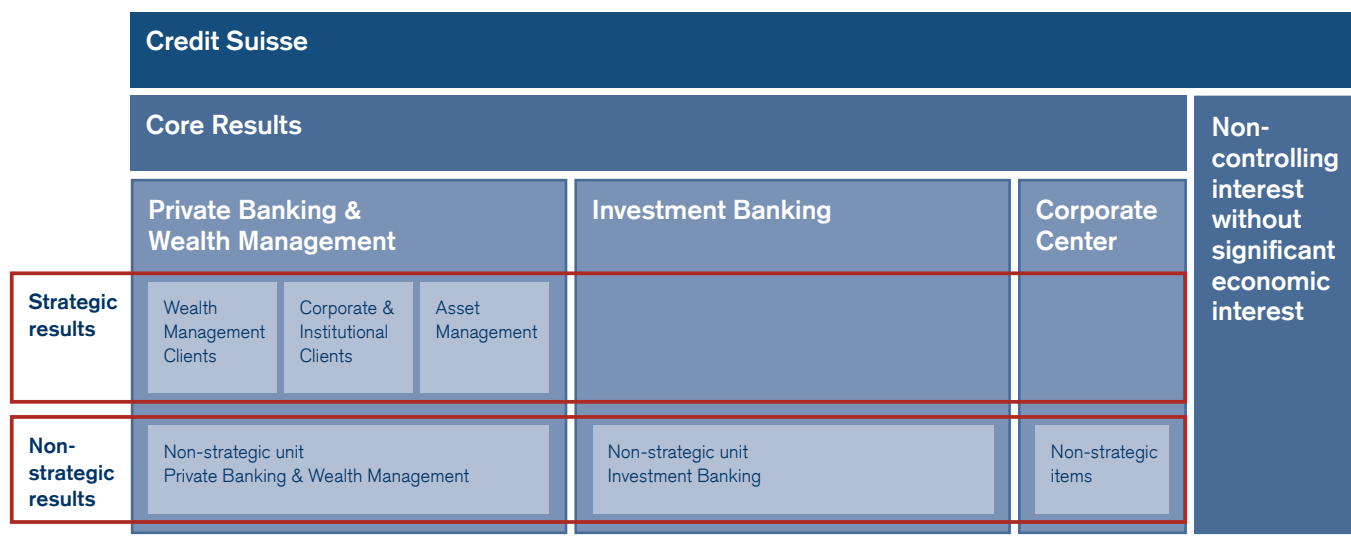 Credit Suisse
Core Results
Non-
controlling
interest
without
significant
economic
interest
Private Banking &
Wealth Management
Investment Banking
Corporate
Center
Strategic
results
Wealth
Management
Clients
Corporate &
Institutional
Clients
Asset
Management
Non-
strategic
results
Non-strategic unit
Private Banking & Wealth Management
Non-strategic unit
Investment Banking
Non-strategic
items